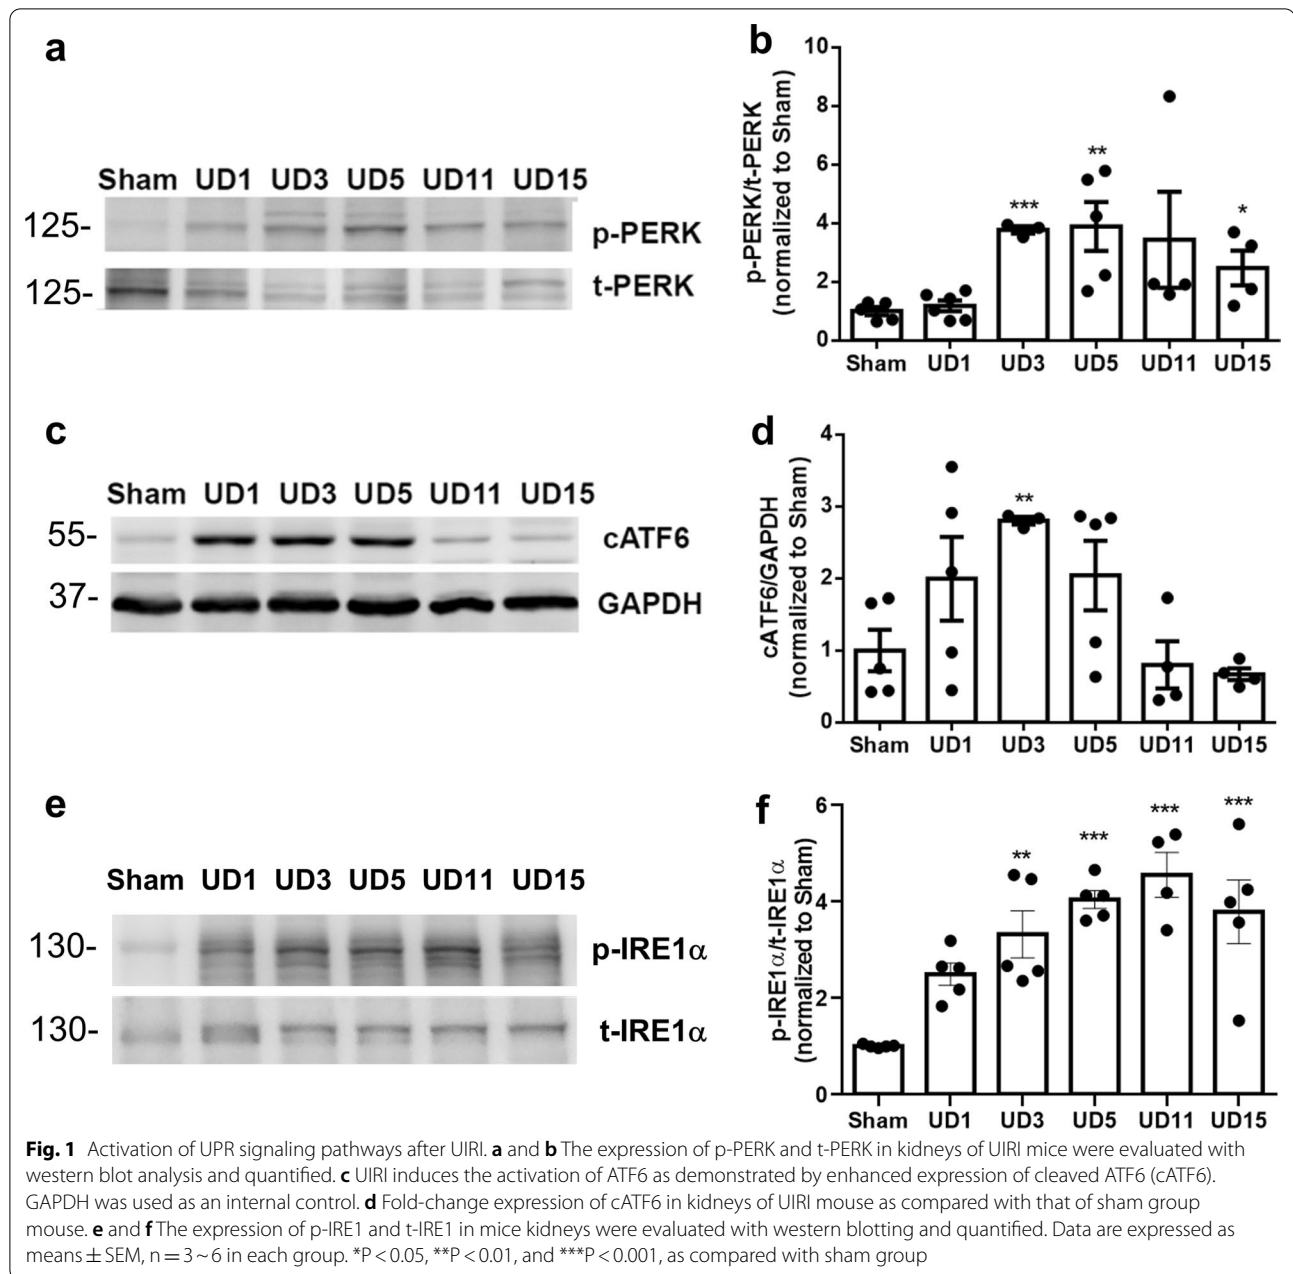 a
Sham UD1 UD3 UD5 UD11 UD15
125- p-PERK
125- t-PERK
b
p-PERK/t-PERK
(normalized to Sham)
10
8
6
4
2
0
***
**
*
Sham UD1 UD3 UD5 UD11 UD15
c
Sham UD1 UD3 UD5 UD11 UD15
55- cATF6
37- GAPDH
d
cATF6/GAPDH
(normalized to Sham)
4
3
2
1
0
**
Sham UD1 UD3 UD5 UD11 UD15
e
Sham UD1 UD3 UD5 UD11 UD15
130- p-IRE1α
130- t-IRE1α
f
p-IRE1α/t-IRE1α
(normalized to Sham)
6
4
2
0
**
***
***
***
Sham UD1 UD3 UD5 UD11 UD15
Fig. 1 Activation of UPR signaling pathways after UIRI. a and b The expression of p-PERK and t-PERK in kidneys of UIRI mice were evaluated with
western blot analysis and quantified. c UIRI induces the activation of ATF6 as demonstrated by enhanced expression of cleaved ATF6 (cATF6).
GAPDH was used as an internal control. d Fold-change expression of cATF6 in kidneys of UIRI mouse as compared with that of sham group
mouse. e and f The expression of p-IRE1 and t-IRE1 in mice kidneys were evaluated with western blotting and quantified. Data are expressed as
means ± SEM, n = 3 ~ 6 in each group. *P < 0.05, **P < 0.01, and ***P < 0.001, as compared with sham group